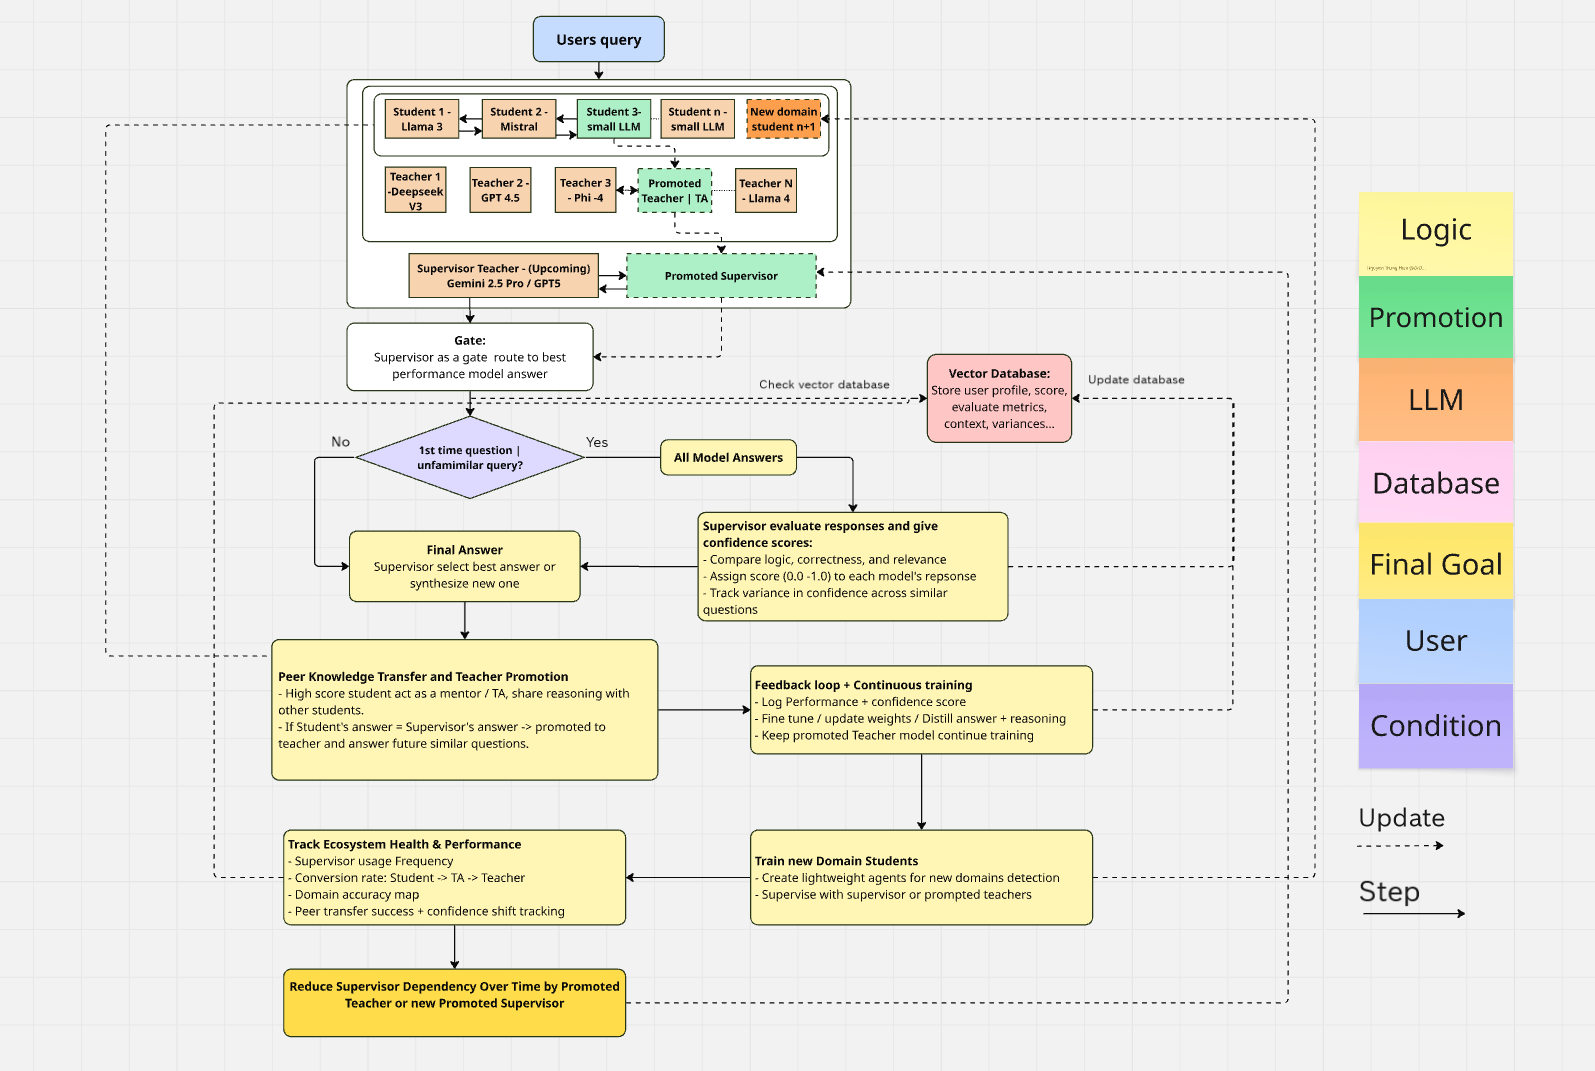 Users query
Student 1 -
Llama 3
Student 2 -
Mistral
Student 3-
small LLM
Student n -
small LLM
New domain
student n+1
Teacher 1
-Deepseek
V3
Teacher 2 -
GPT 4.5
Teacher 3
- Phi -4
Promoted
Teacher | TA
Teacher N
- Llama 4
Supervisor Teacher - (Upcoming)
Gemini 2.5 Pro / GPT5
Promoted Supervisor
Gate:
Supervisor as a gate route to best
performance model answer
Check vector database
Vector Database:
Store user profile, score,
evaluate metrics,
context, variances...
Update database
No
1st time question |
unfamimilar query?
Yes
All Model Answers
Supervisor evaluate responses and give
confidence scores:
- Compare logic, correctness, and relevance
- Assign score (0.0 -1.0) to each model's repsonse
- Track variance in confidence across similar
questions
Final Answer
Supervisor select best answer or
synthesize new one
Peer Knowledge Transfer and Teacher Promotion
- High score student act as a mentor / TA, share reasoning with
other students.
- If Student's answer = Supervisor's answer -> promoted to
teacher and answer future similar questions.
Feedback loop + Continuous training
- Log Performance + confidence score
- Fine tune / update weights / Distill answer + reasoning
- Keep promoted Teacher model continue training
Track Ecosystem Health & Performance
- Supervisor usage Frequency
- Conversion rate: Student -> TA -> Teacher
- Domain accuracy map
- Peer transfer success + confidence shift tracking
Train new Domain Students
- Create lightweight agents for new domains detection
- Supervise with supervisor or prompted teachers
Reduce Supervisor Dependency Over Time by Promoted
Teacher or new Promoted Supervisor
Logic
Promotion
LLM
Database
Final Goal
User
Condition
Update
Step